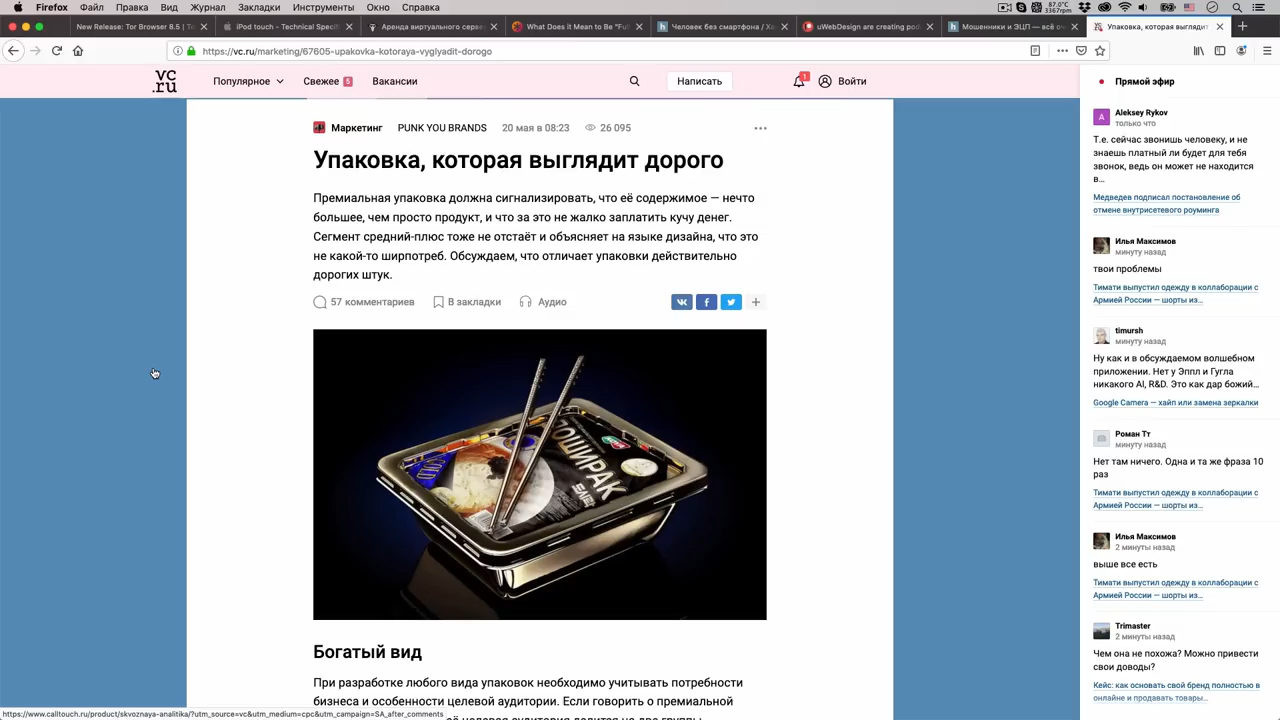 Firefox Файл Правка Вид Журнал Закладки Инструменты Окно Справка
New Release: Tor Browser 8.5 | T
iPod touch - Technical Specifi
Аренда виртуального сервер
What Does it Mean to Be "Full
Человек без смартфона / Ха
uWebDesign are creating pod
Мошенники и ЭЦП — всё оч
Упаковка, которая выглядит
https://vc.ru/marketing/67605-upakovka-kotoraya-vyglyadit-dorogo
vc.ru
Популярное Свежее 5 Вакансии Написать 1 Войти
Маркетинг PUNK YOU BRANDS 20 мая в 08:23 26 095
Упаковка, которая выглядит дорого
Премиальная упаковка должна сигнализировать, что её содержимое — нечто
большее, чем просто продукт, и что за это не жалко заплатить кучу денег.
Сегмент средний-плюс тоже не отстаёт и объясняет на языке дизайна, что это
не какой-то ширпотреб. Обсуждаем, что отличает упаковки действительно
дорогих штук.
57 комментариев В закладки Аудио
Богатый вид
При разработке любого вида упаковок необходимо учитывать потребности
бизнеса и особенности целевой аудитории. Если говорить о премиальной
https://www.calltouch.ru/product/skvoznaya-analitika/?utm_source=vc&utm_medium=cpc&utm_campaign=SA_after_comments
Прямой эфир
A
Aleksey Rykov
только что
Т.е. сейчас звонишь человеку, и не
знаешь платный ли будет для тебя
звонок, ведь он может не находится
в...
Медведев подписал постановление об
отмене внутрисетевого роуминга
Илья Максимов
минуту назад
твои проблемы
Тимати выпустил одежду в коллаборации с
Армией России — шорты из...
timursh
минуту назад
Ну как и в обсуждаемом волшебном
приложении. Нет у Эппл и Гугла
никакого AI, R&D. Это как дар божий...
Google Camera — хайп или замена зеркалки
Роман Тт
минуту назад
Нет там ничего. Одна и та же фраза 10
раз
Тимати выпустил одежду в коллаборации с
Армией России — шорты из...
Илья Максимов
2 минуты назад
выше все есть
Тимати выпустил одежду в коллаборации с
Армией России — шорты из...
Trimaster
2 минуты назад
Чем она не похожа? Можно привести
свои доводы?
Кейс: как основать свой бренд полностью в
онлайне и продавать товары...